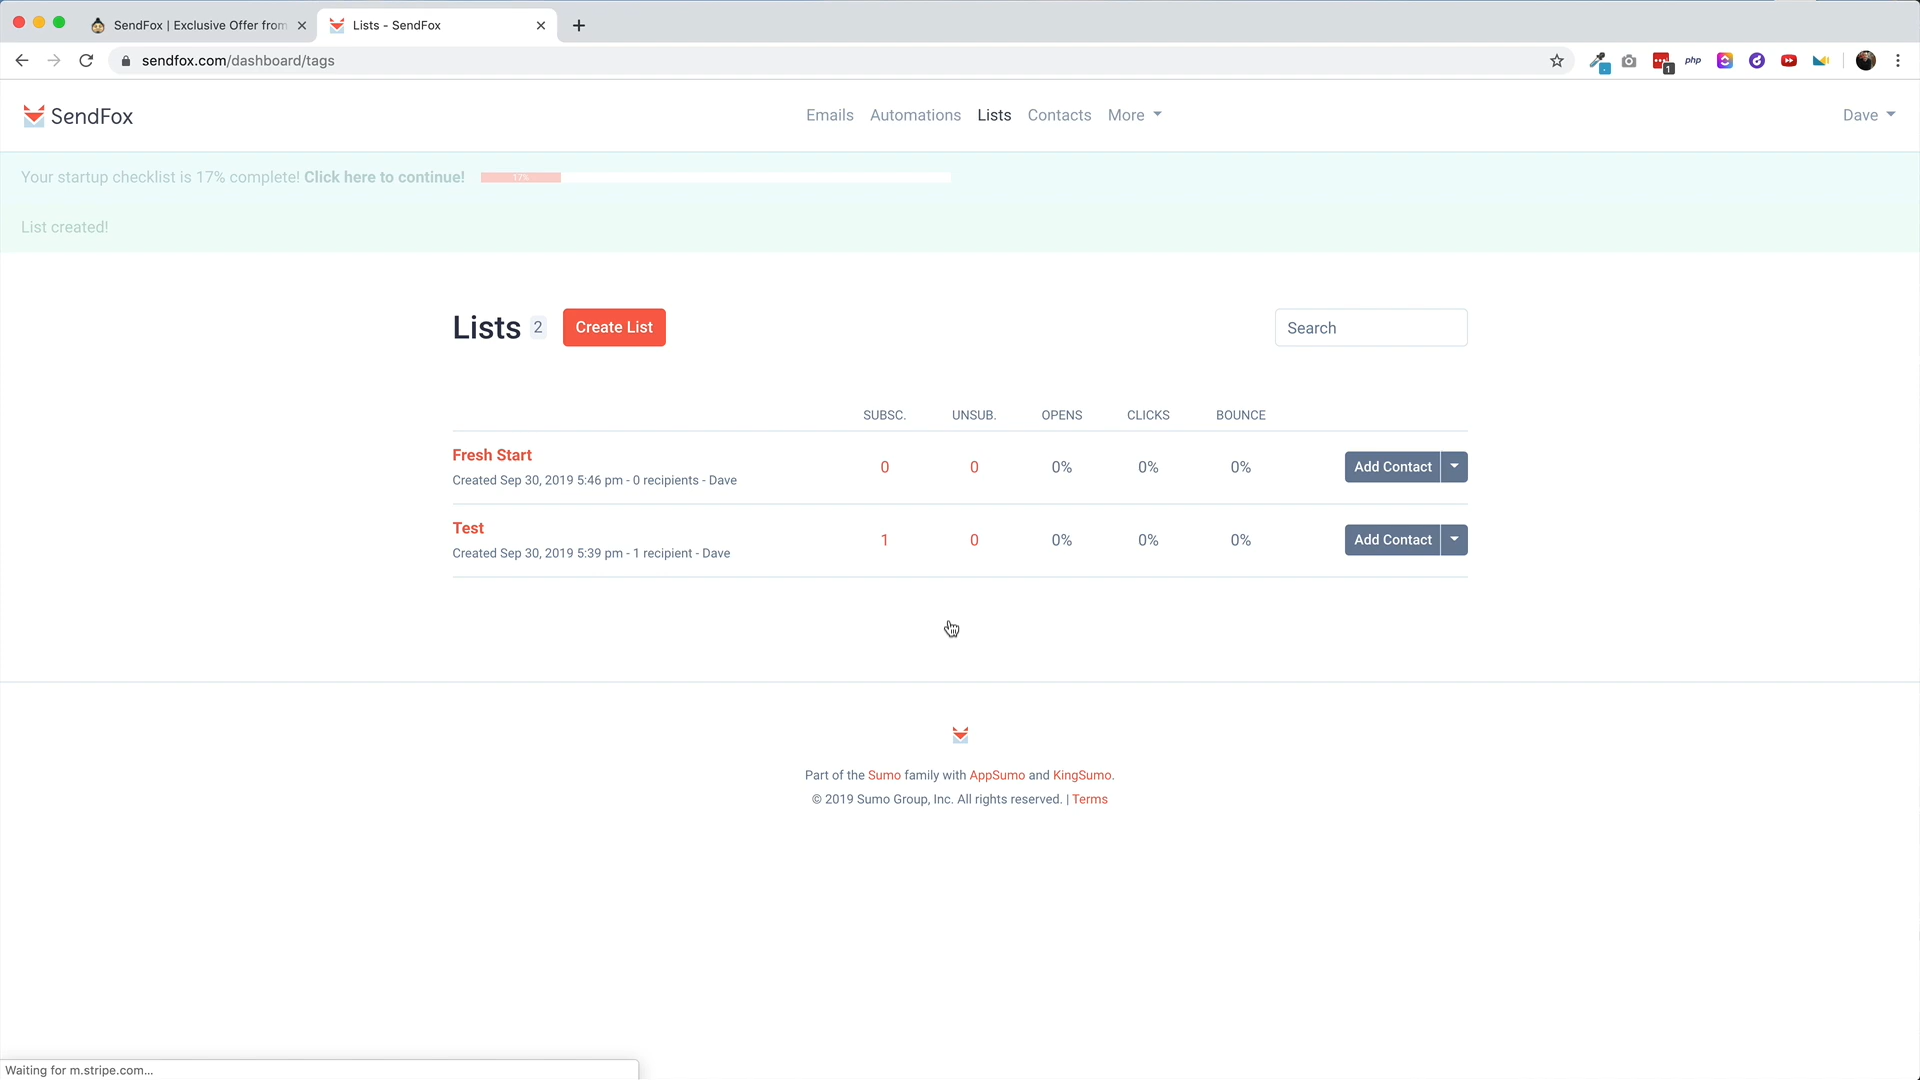 SendFox | Exclusive Offer from
Lists - SendFox
sendfox.com/dashboard/tags
1
php
SendFox
Emails
Automations
Lists
Contacts
More
Dave
Your startup checklist is 17% complete! Click here to continue!
17%
List created!
Lists 2
Create List
Search
SUBSC.
UNSUB.
OPENS
CLICKS
BOUNCE
Fresh Start
Created Sep 30, 2019 5:46 pm - 0 recipients - Dave
0
0
0%
0%
0%
Add Contact
Test
Created Sep 30, 2019 5:39 pm - 1 recipient - Dave
1
0
0%
0%
0%
Add Contact
Part of the Sumo family with AppSumo and KingSumo.
© 2019 Sumo Group, Inc. All rights reserved. | Terms
Waiting for m.stripe.com...